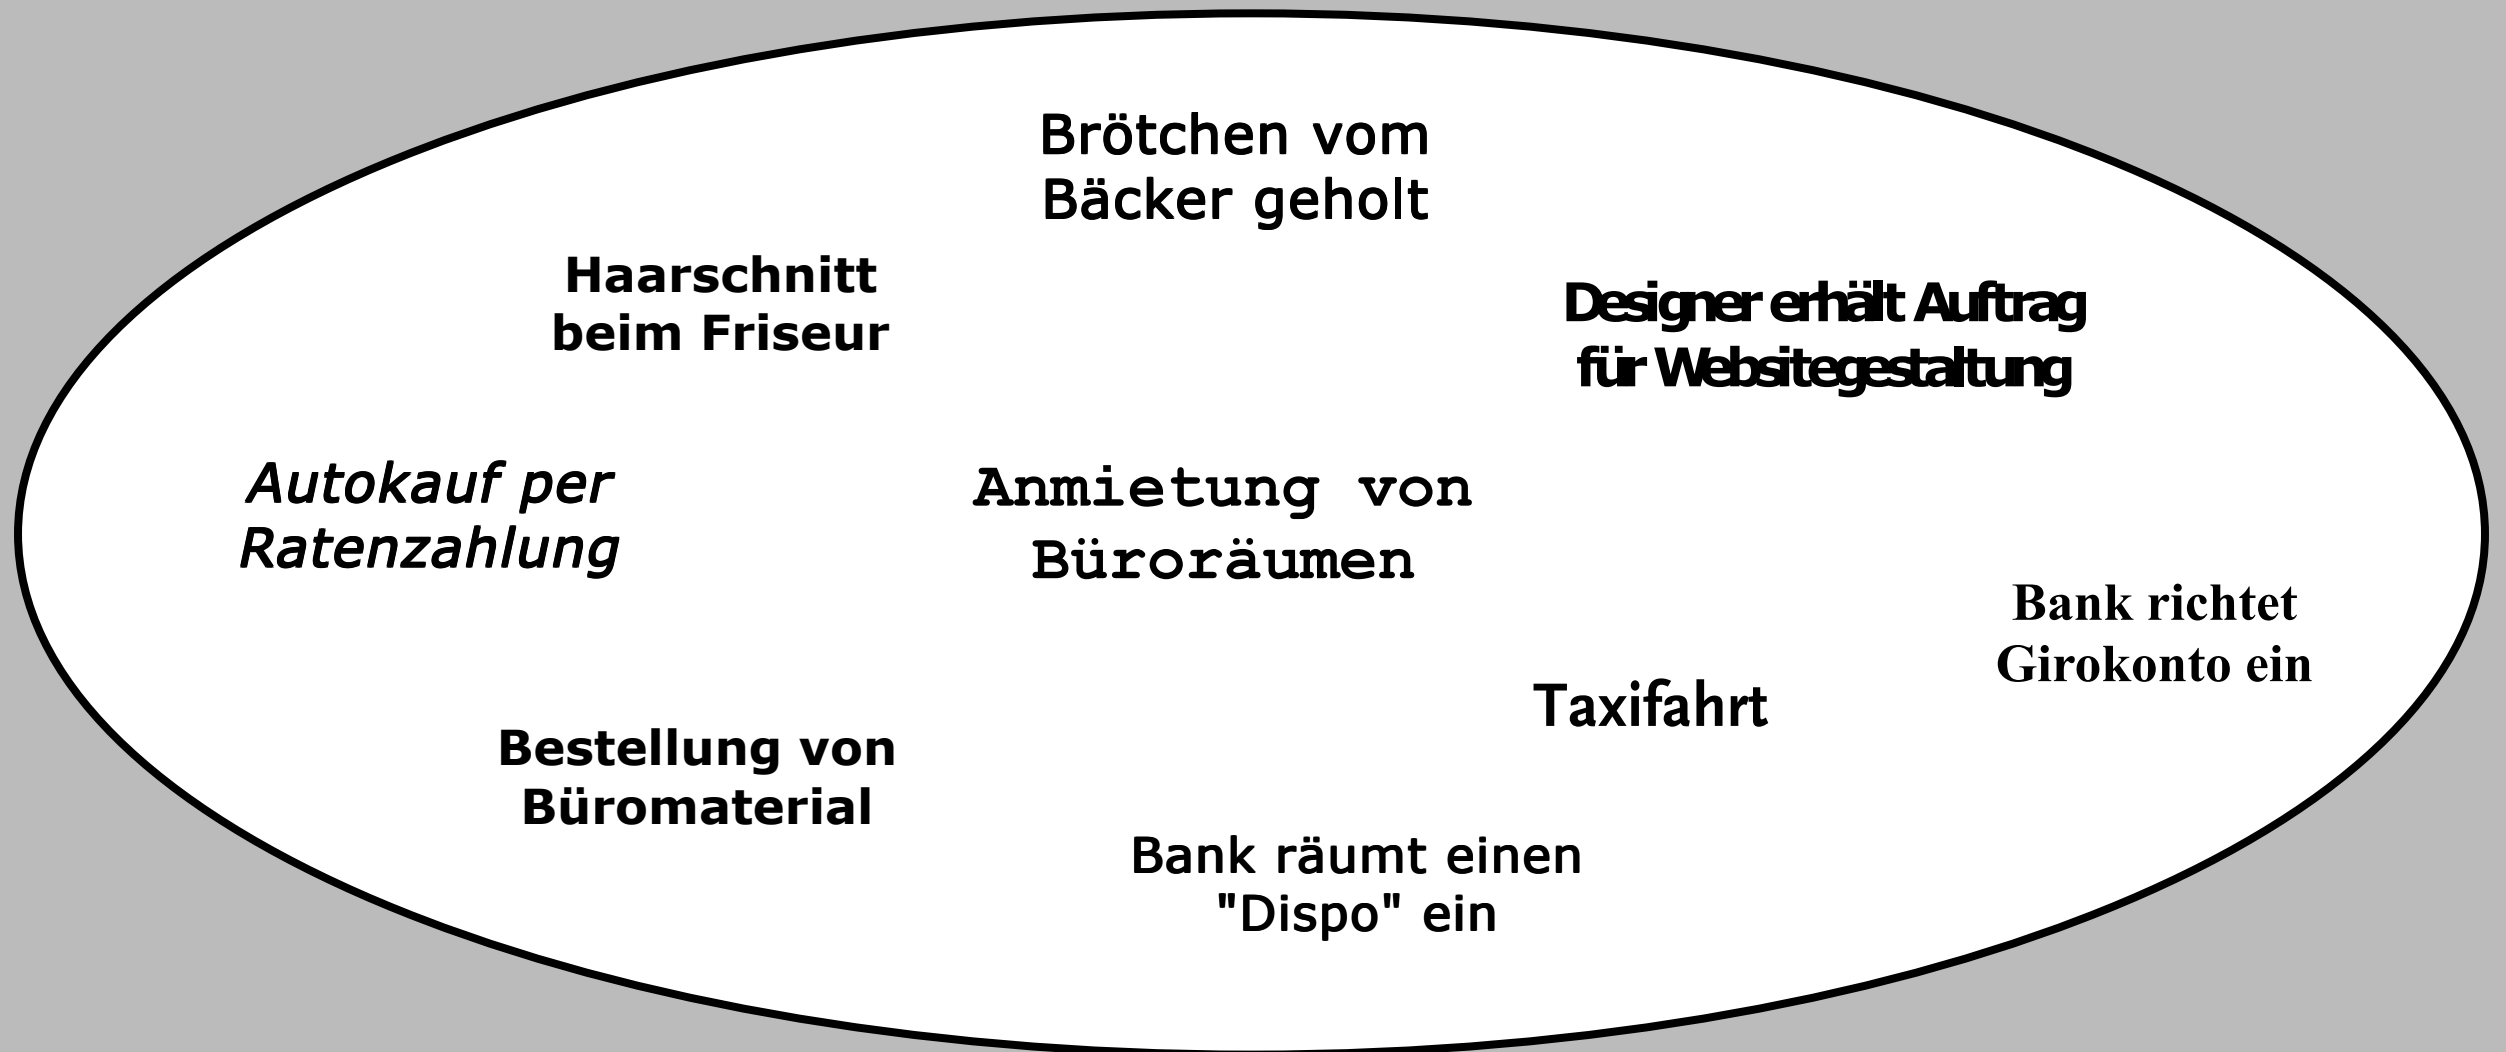 Brötchen vom
Bäcker geholt
Haarschnitt
beim Friseur
Designer erhält Auftrag
für Websitegestaltung
Autokauf per
Ratenzahlung
Anmietung von
Büroräumen
Bank richtet
Girokonto ein
Taxifahrt
Bestellung von
Büromaterial
Bank räumt einen
"Dispo" ein